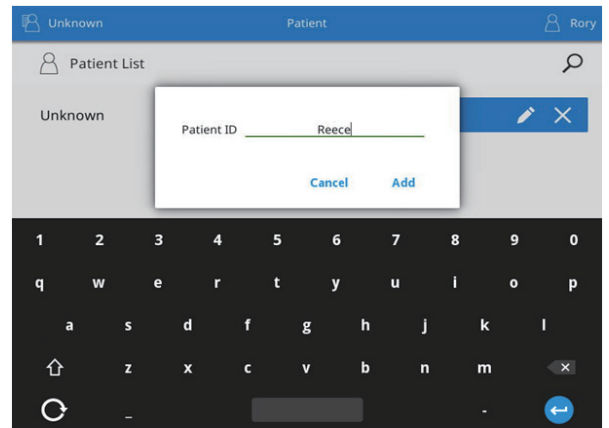 Unknown Patient Rory
Patient List
Unknown
Patient ID Reece
Cancel Add
1 2 3 4 5 6 7 8 9 0
q w e r t y u i o p
a s d f g h j k l
z x c v b n m
_ -